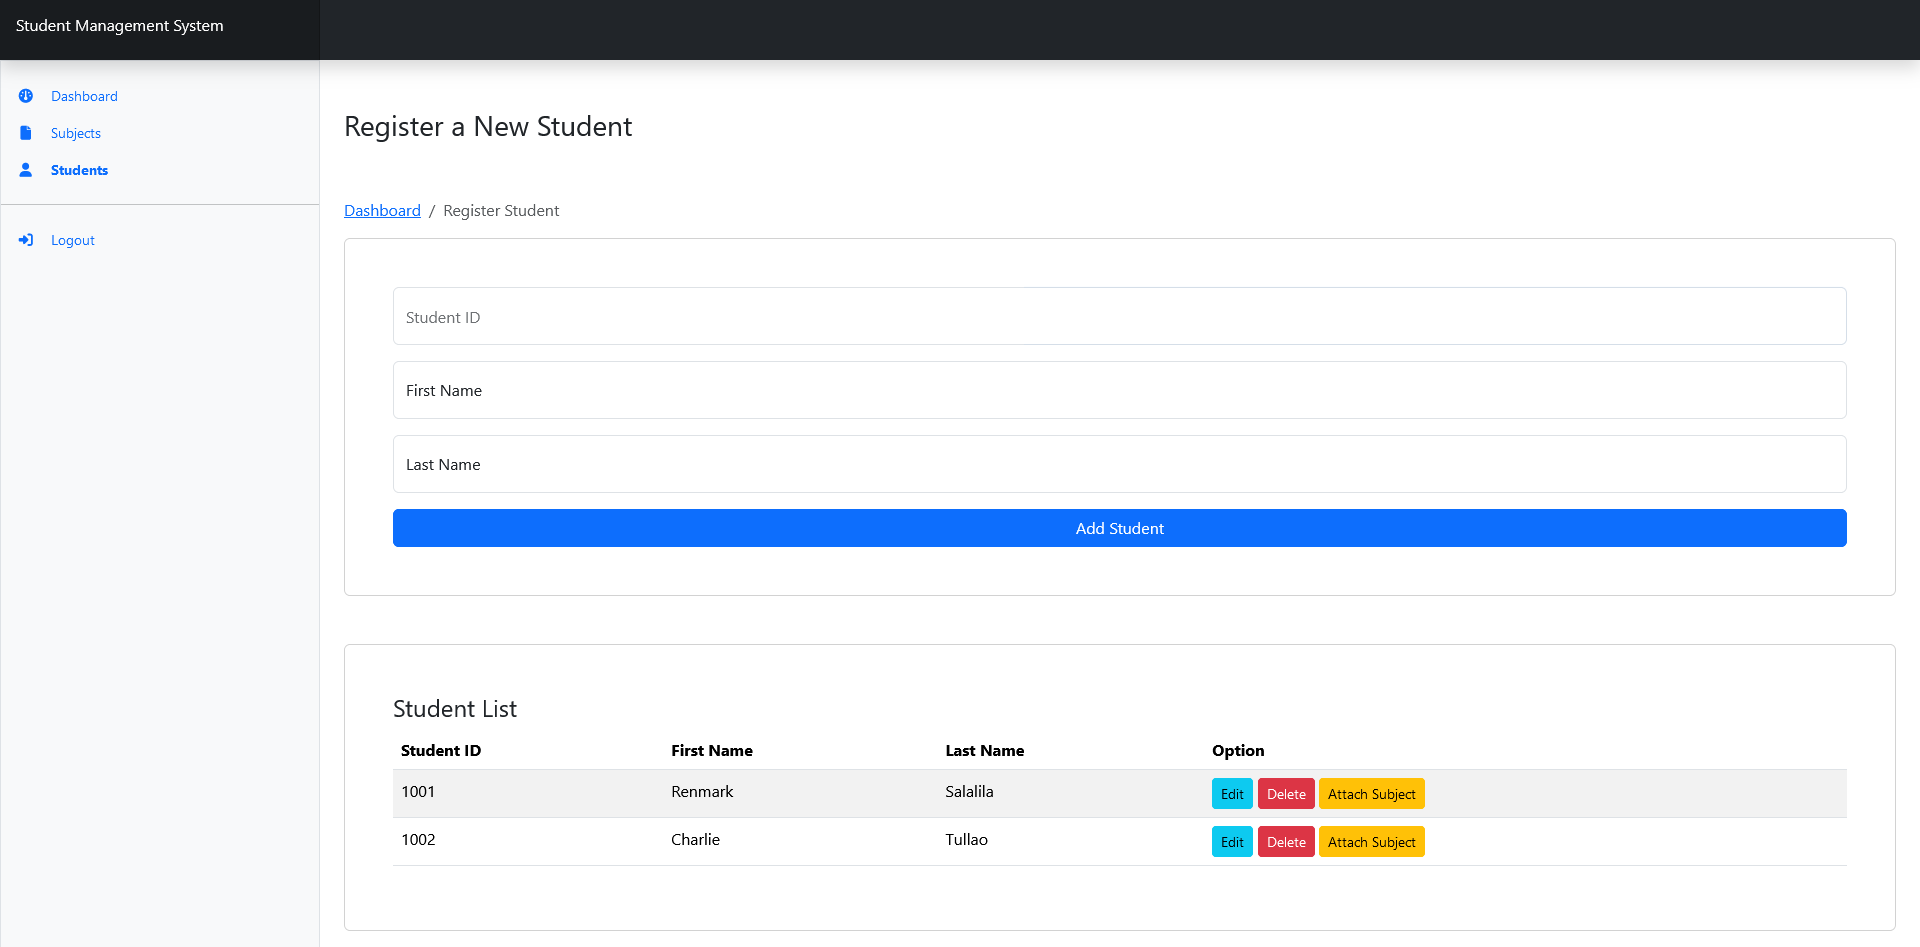 Student Management System
Dashboard
Subjects
Students
Logout
Register a New Student
Dashboard / Register Student
Student ID
First Name
Last Name
Add Student
Student List
Student ID First Name Last Name Option
1001 Renmark Salalila Edit Delete Attach Subject
1002 Charlie Tullao Edit Delete Attach Subject